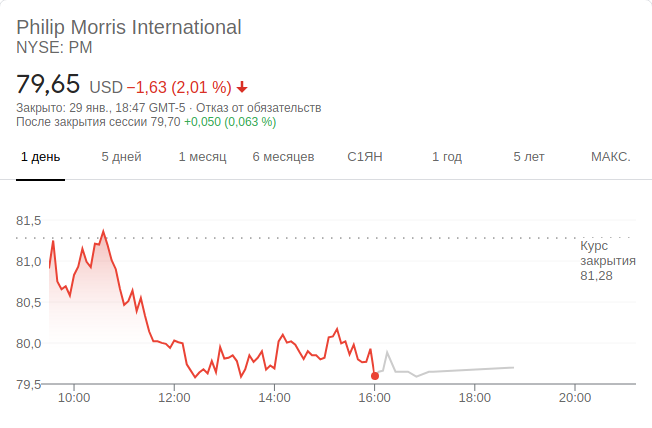 Philip Morris International
NYSE: PM
79,65 USD −1,63 (2,01 %)
Закрыто: 29 янв., 18:47 GMT-5 · Отказ от обязательств
После закрытия сессии 79,70 +0,050 (0,063 %)
1 день 5 дней 1 месяц 6 месяцев С1ЯН 1 год 5 лет МАКС.
81,5
Курс
закрытия
81,28
81,0
80,5
80,0
79,5
10:00 12:00 14:00 16:00 18:00 20:00